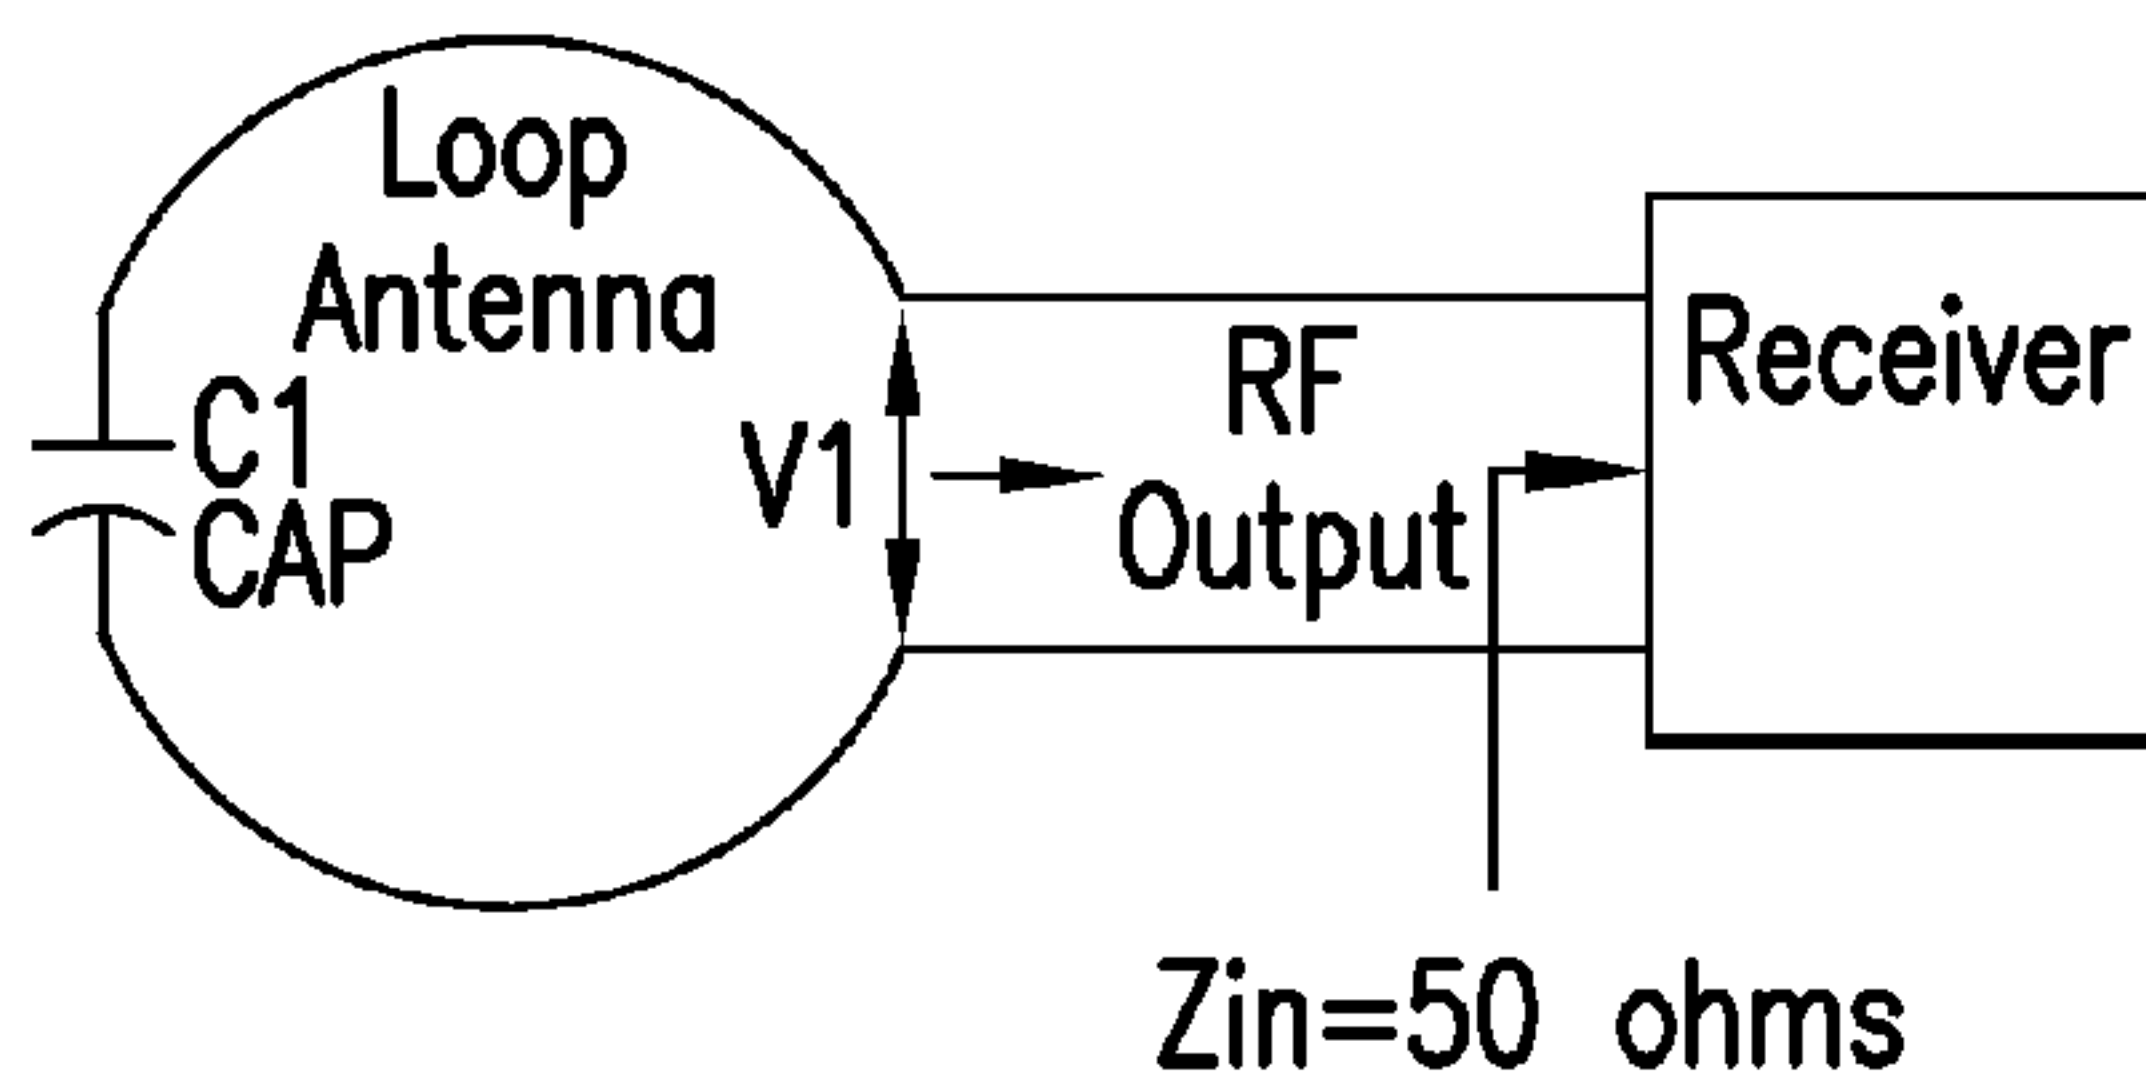 Loop
Antenna
C1
CAP
V1
RF
Output
Receiver
Zin=50 ohms